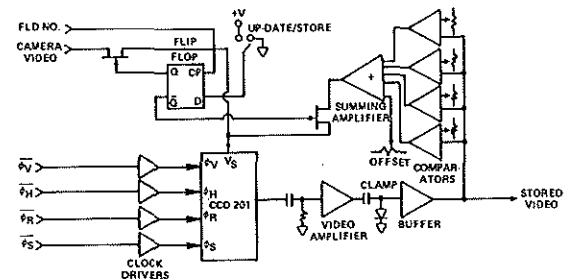 FLD NO.
CAMERA
VIDEO
FLIP
FLOP
Q CP
Q̅ D
+V
UP-DATE/STORE
+
SUMMING
AMPLIFIER
OFFSET
COMPAR-
ATORS
φ̅V̅
φ̅H̅
φ̅R̅
φ̅S̅
CLOCK
DRIVERS
φV VS
φH
CCD 201
φR
φS
VIDEO
AMPLIFIER
CLAMP
BUFFER
STORED
VIDEO